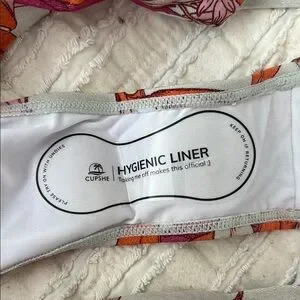 PLEASE TRY ON WITH UNDIES
CUPSHE
HYGIENIC LINER
Taking me off makes this official :)
KEEP ON IF RETURNING